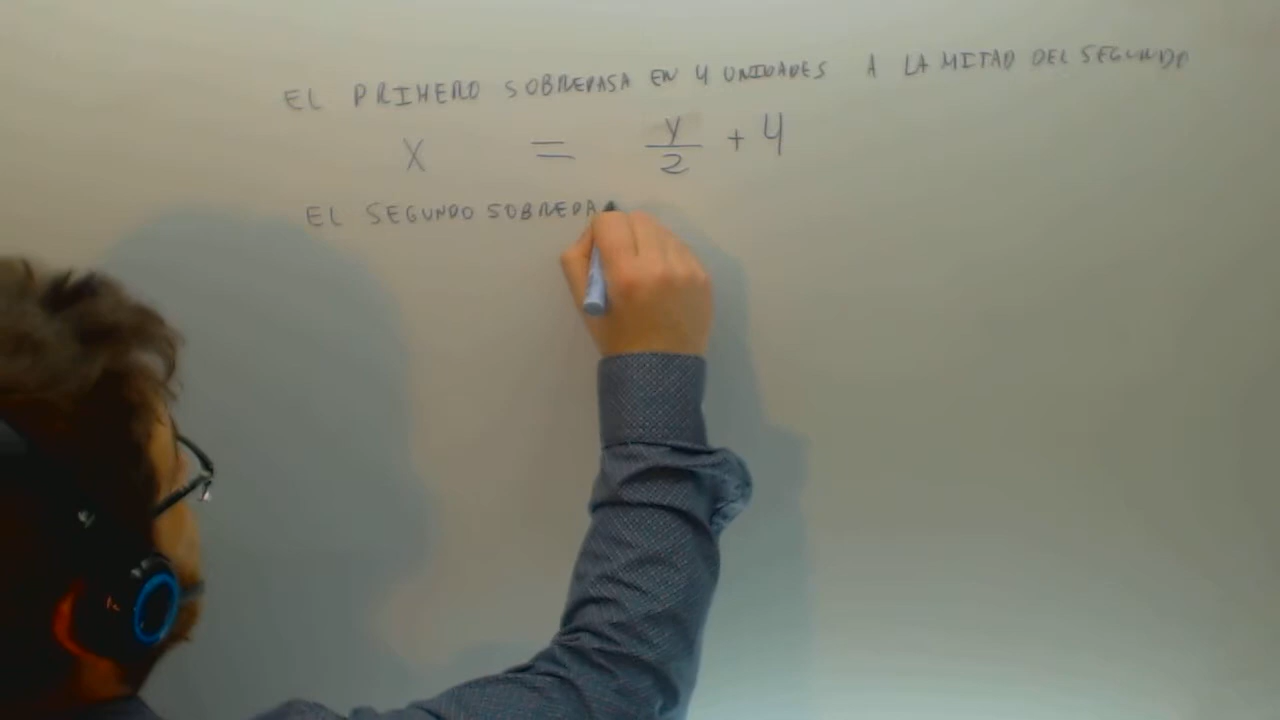 EL PRIMERO SOBREPASA EN 4 UNIDADES A LA MITAD DEL SEGUNDO
X = y/2 + 4
EL SEGUNDO SOBREPA